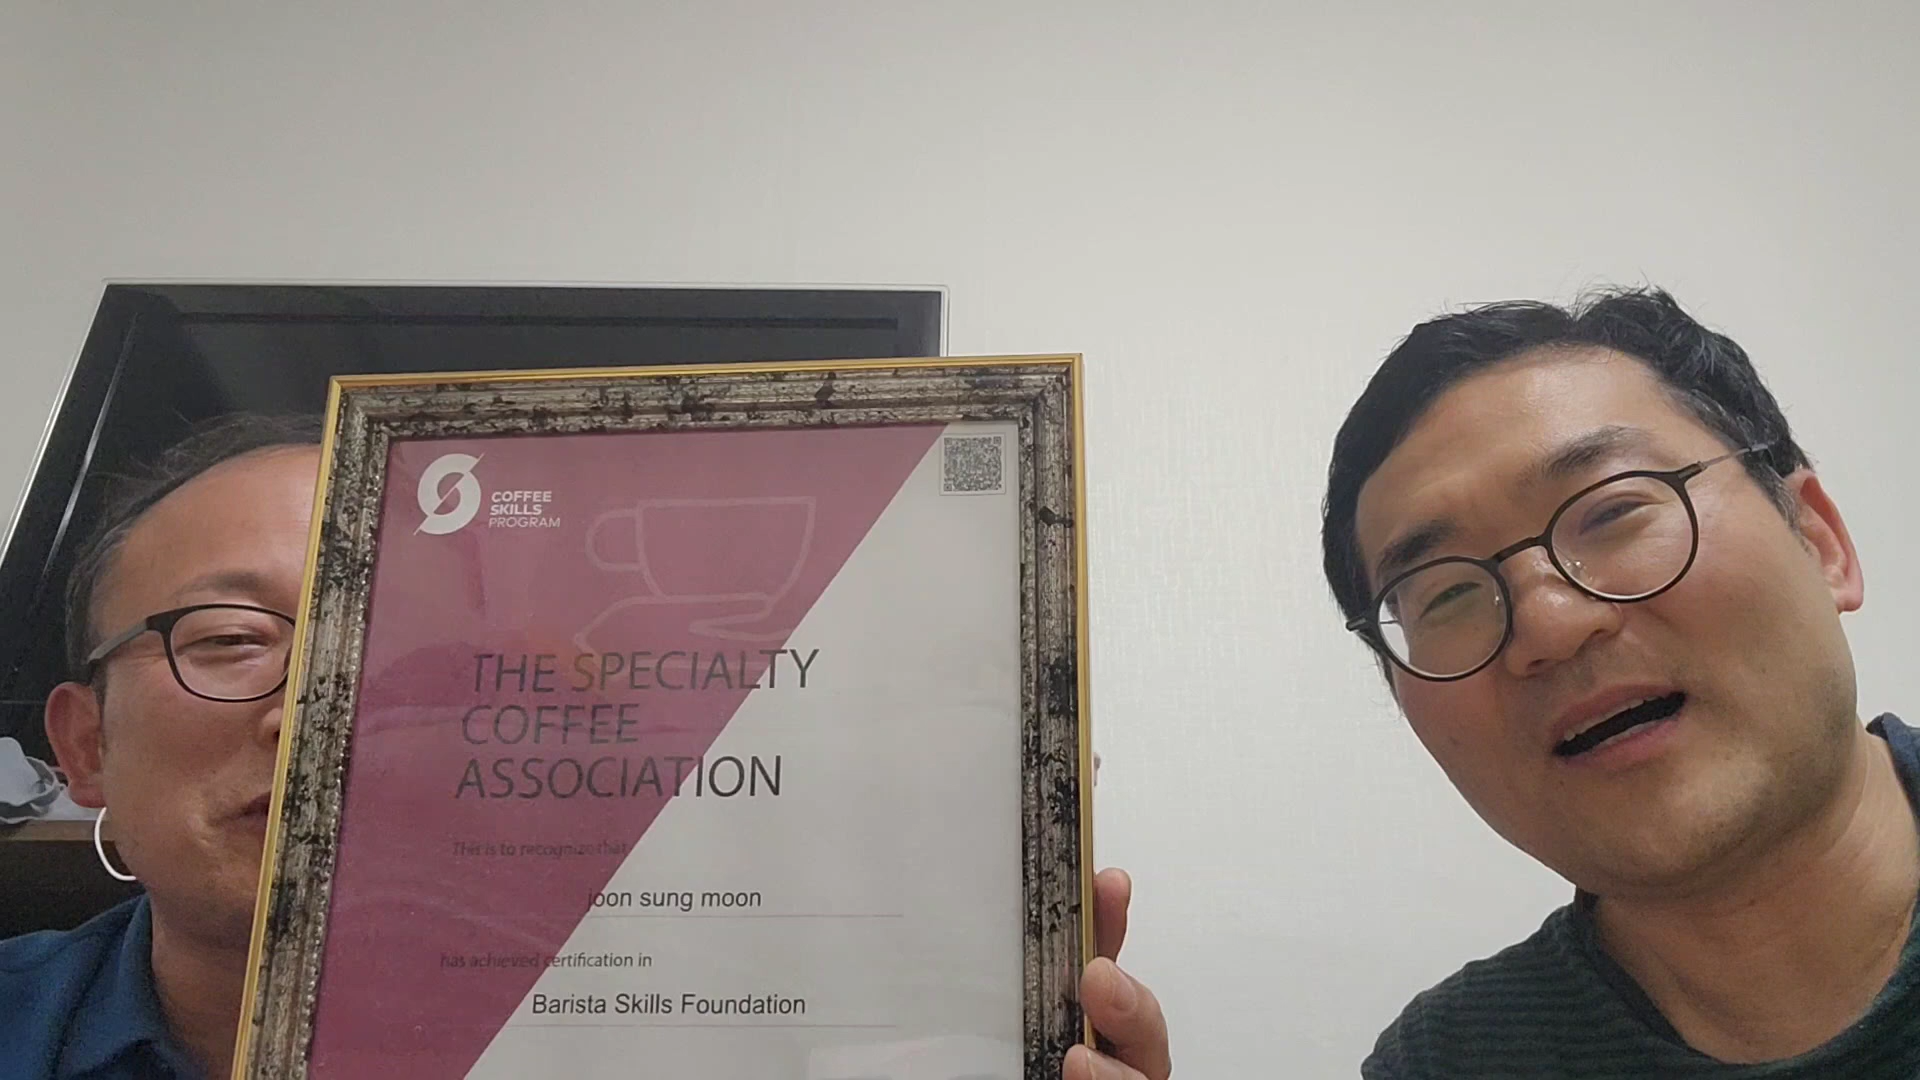 COFFEE
SKILLS
PROGRAM
THE SPECIALTY
COFFEE
ASSOCIATION
This is to recognize that
joon sung moon
has achieved certification in
Barista Skills Foundation